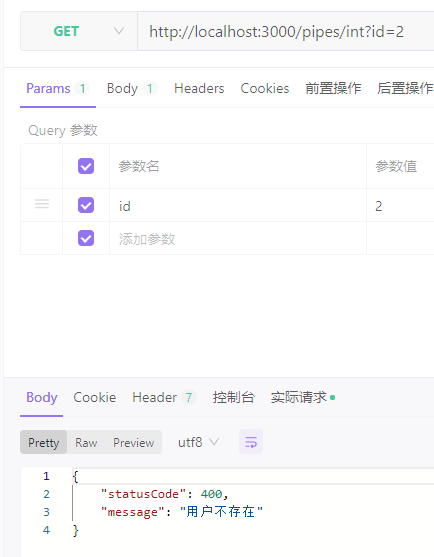 GET http://localhost:3000/pipes/int?id=2
Params 1 Body 1 Headers Cookies 前置操作 后置操作
Query 参数
参数名 参数值
id 2
添加参数
Body Cookie Header 7 控制台 实际请求
Pretty Raw Preview utf8
1 {
2 "statusCode": 400,
3 "message": "用户不存在"
4 }